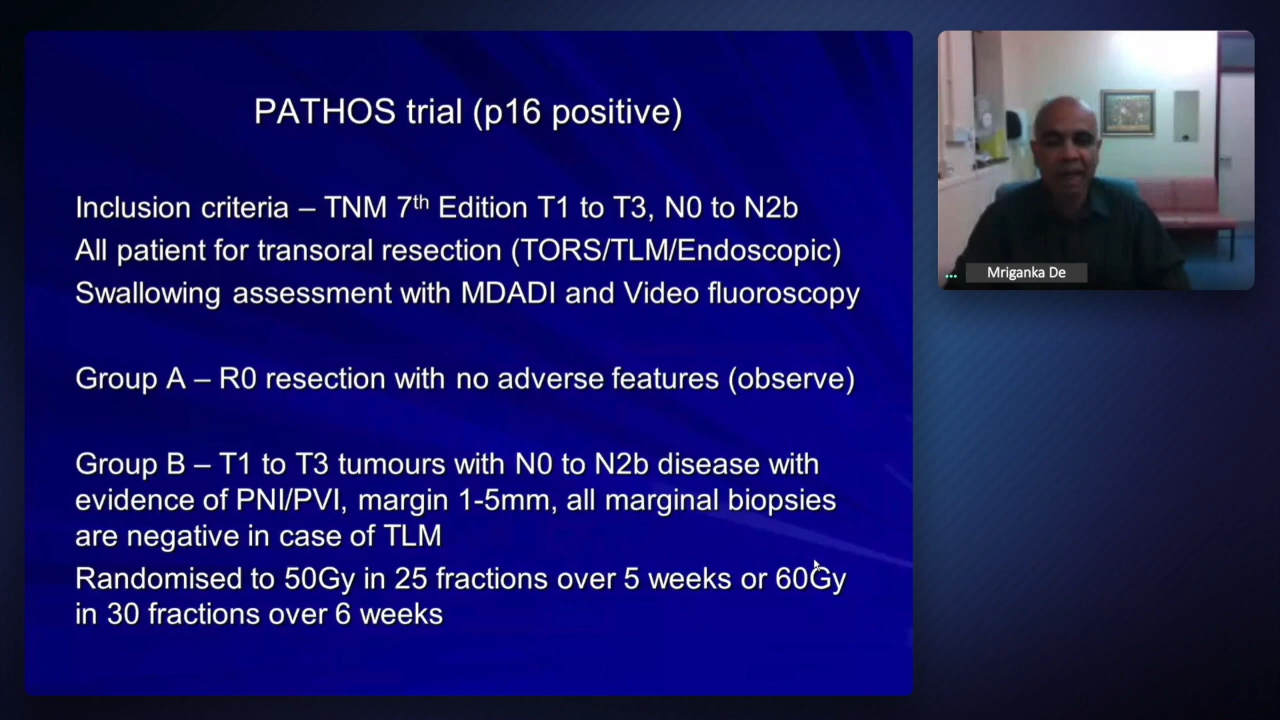 PATHOS trial (p16 positive)
Inclusion criteria – TNM 7th Edition T1 to T3, N0 to N2b
All patient for transoral resection (TORS/TLM/Endoscopic)
Swallowing assessment with MDADI and Video fluoroscopy
Group A – R0 resection with no adverse features (observe)
Group B – T1 to T3 tumours with N0 to N2b disease with
evidence of PNI/PVI, margin 1-5mm, all marginal biopsies
are negative in case of TLM
Randomised to 50Gy in 25 fractions over 5 weeks or 60Gy
in 30 fractions over 6 weeks
Mriganka De